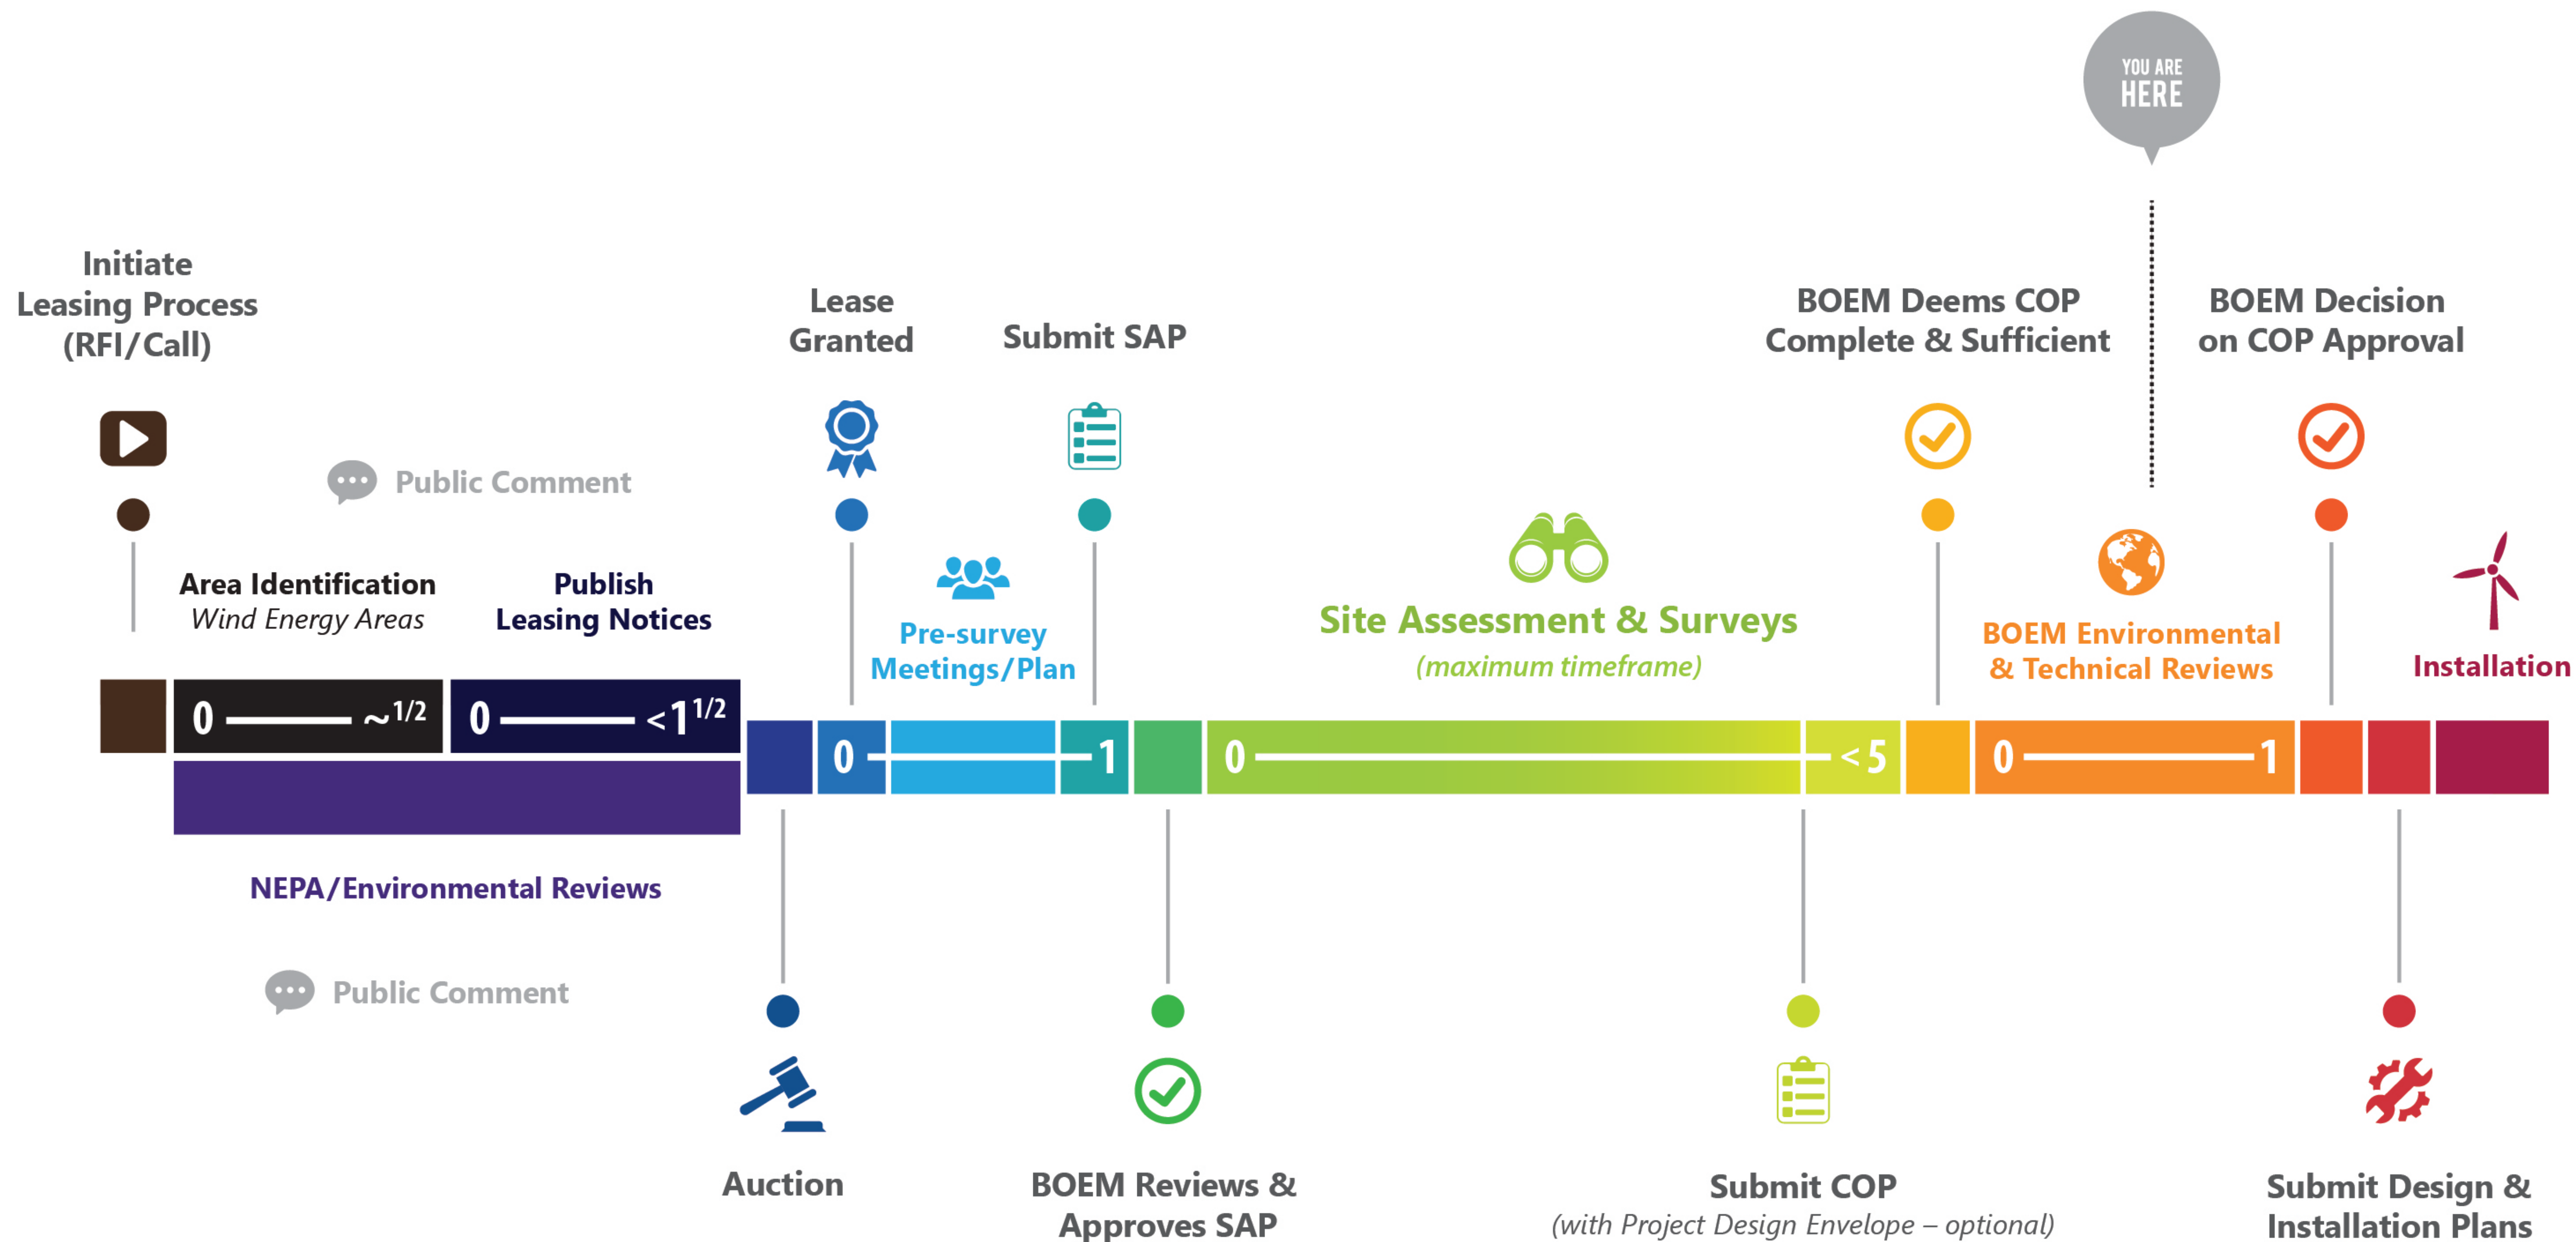 YOU ARE
HERE
Initiate
Leasing Process
(RFI/Call)
Lease
Granted
Submit SAP
BOEM Deems COP
Complete & Sufficient
BOEM Decision
on COP Approval
Public Comment
Area Identification
Wind Energy Areas
Publish
Leasing Notices
Pre-survey
Meetings/Plan
Site Assessment & Surveys
(maximum timeframe)
BOEM Environmental
& Technical Reviews
Installation
0 ~1/2
0 <1 1/2
0 1
0 <5
0 1
NEPA/Environmental Reviews
Public Comment
Auction
BOEM Reviews &
Approves SAP
Submit COP
(with Project Design Envelope – optional)
Submit Design &
Installation Plans